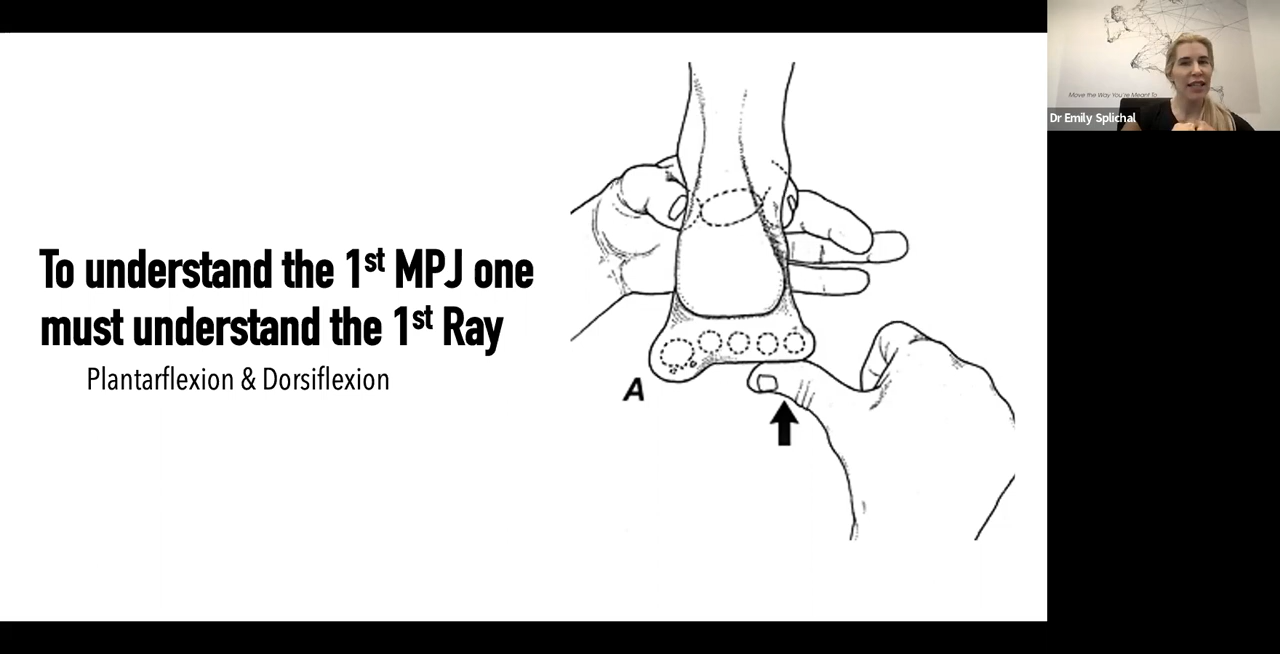 To understand the 1st MPJ one
must understand the 1st Ray
Plantarflexion & Dorsiflexion
A
Move the Way You're Meant To
Dr Emily Splichal